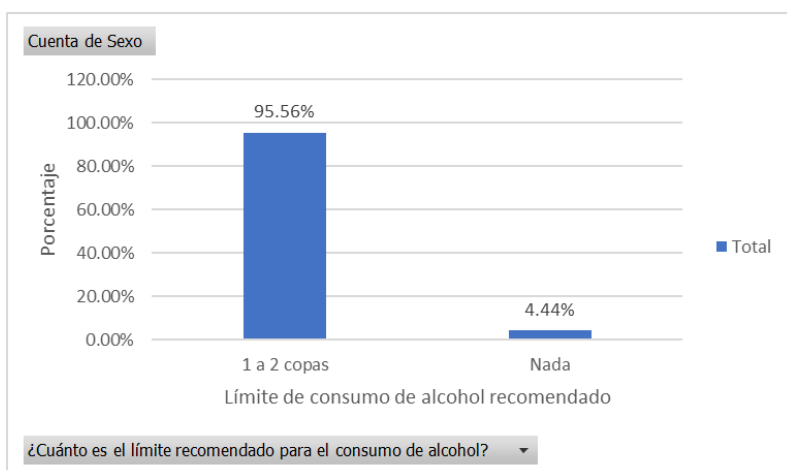 Cuenta de Sexo
120.00%
100.00%
80.00%
60.00%
40.00%
20.00%
0.00%
Porcentaje
95.56%
4.44%
Total
1 a 2 copas
Nada
Límite de consumo de alcohol recomendado
¿Cuánto es el límite recomendado para el consumo de alcohol?